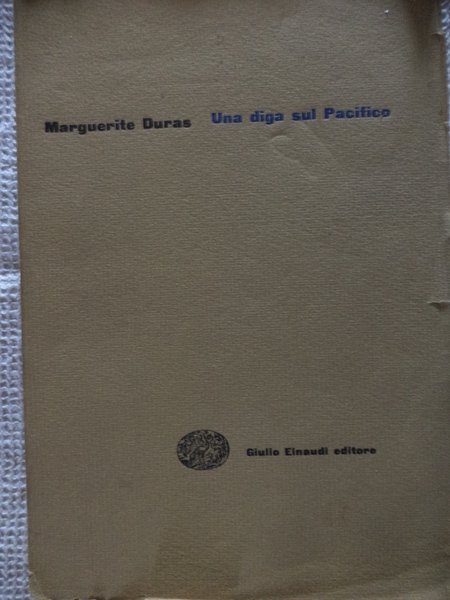 Marguerite Duras Una diga sul Pacifico
Giulio Einaudi editore